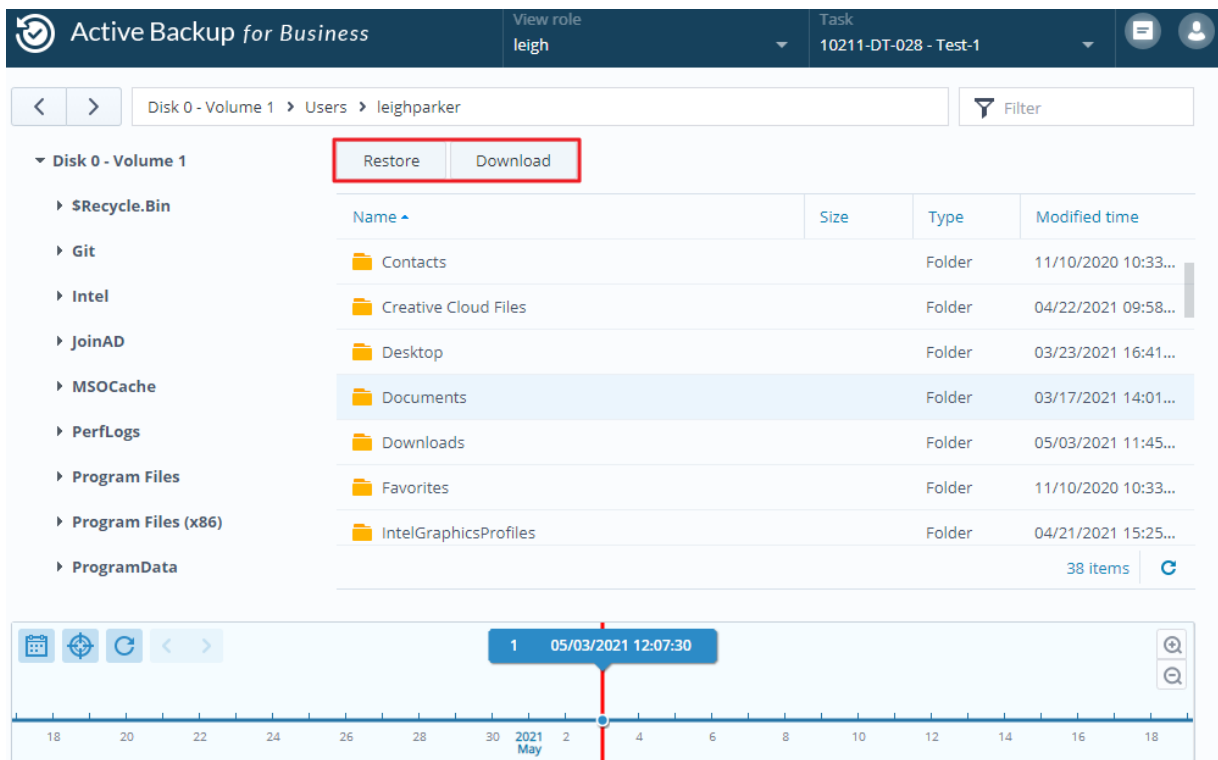 Active Backup for Business
View role
leigh
Task
10211-DT-028 - Test-1
Disk 0 - Volume 1 > Users > leighparker
Filter
Disk 0 - Volume 1
$Recycle.Bin
Git
Intel
JoinAD
MSOCache
PerfLogs
Program Files
Program Files (x86)
ProgramData
Restore Download
Name Size Type Modified time
Contacts Folder 11/10/2020 10:33...
Creative Cloud Files Folder 04/22/2021 09:58...
Desktop Folder 03/23/2021 16:41...
Documents Folder 03/17/2021 14:01...
Downloads Folder 05/03/2021 11:45...
Favorites Folder 11/10/2020 10:33...
IntelGraphicsProfiles Folder 04/21/2021 15:25...
38 items
1 05/03/2021 12:07:30
18 20 22 24 26 28 30 2021 2 4 6 8 10 12 14 16 18
May